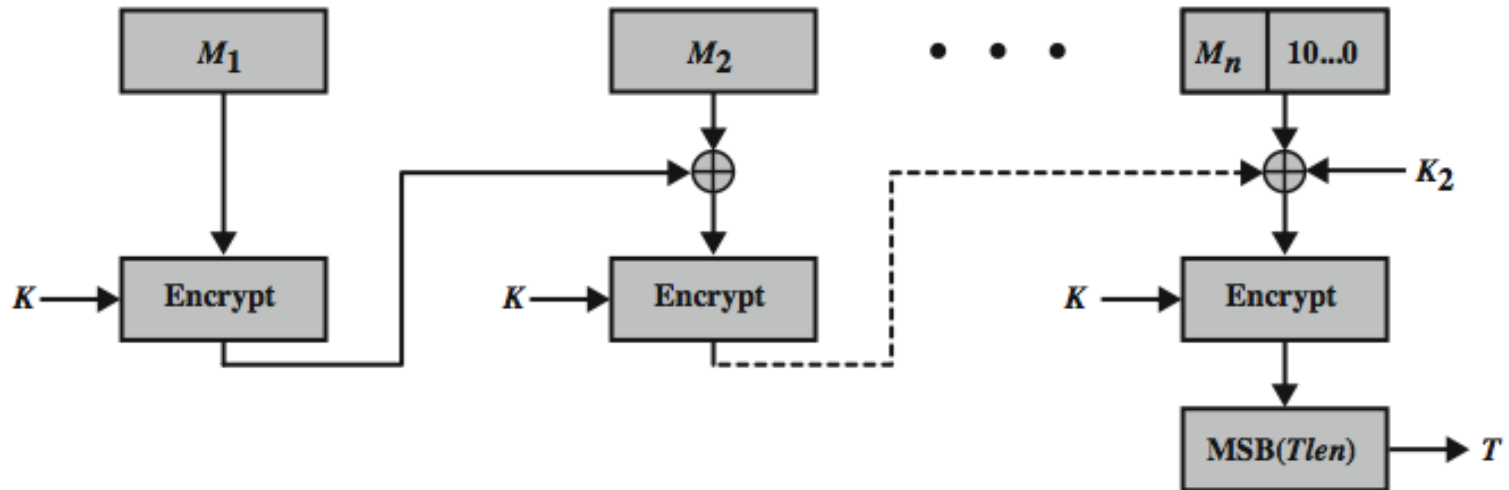 M1 M2 • • • Mn 10...0
K2
K Encrypt K Encrypt K Encrypt
MSB(Tlen) T